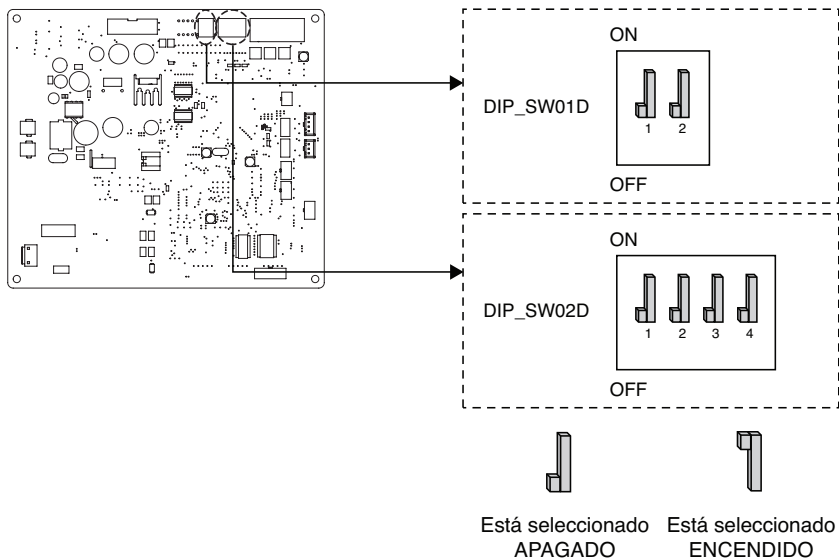 ON
DIP_SW01D
1 2
OFF
ON
DIP_SW02D
1 2 3 4
OFF
Está seleccionado
APAGADO
Está seleccionado
ENCENDIDO